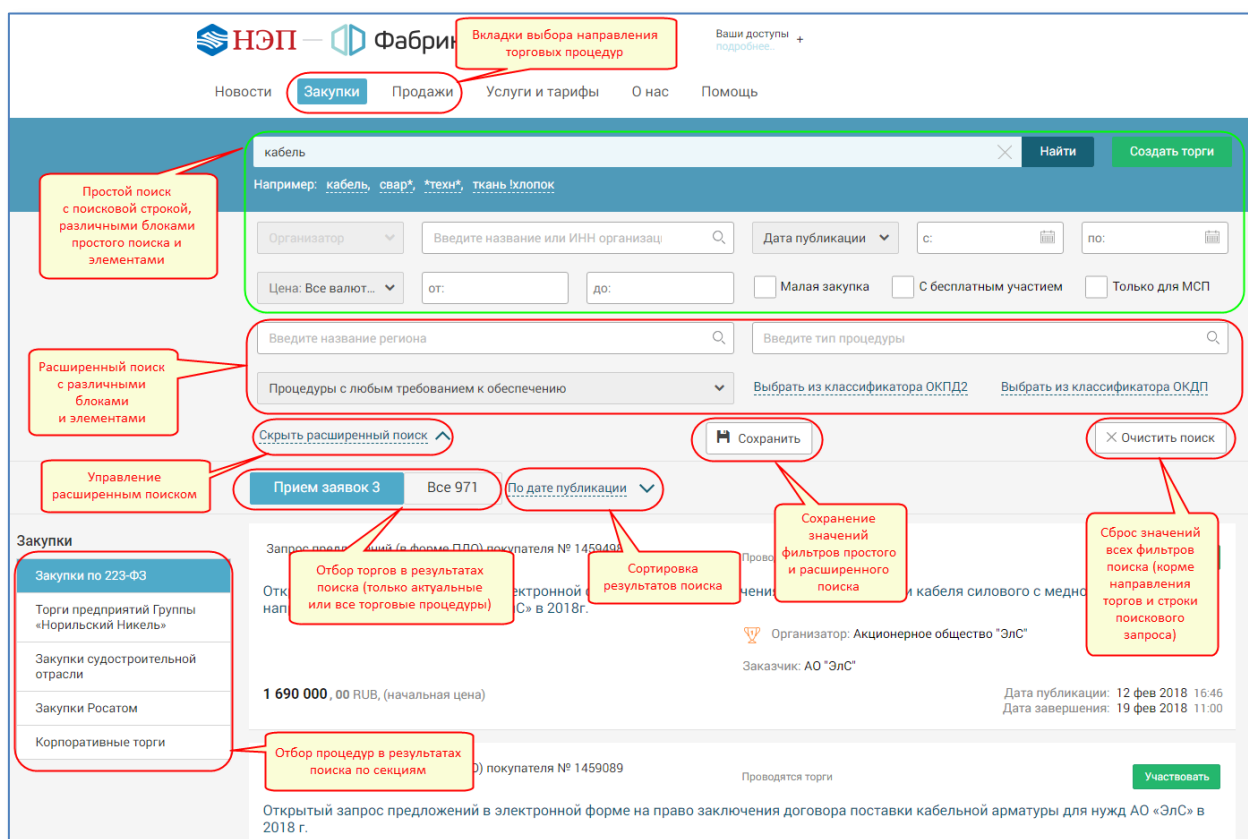 НЭП — Фабрик
Вкладки выбора направления
торговых процедур
Ваши доступы +
подробнее..
Новости Закупки Продажи Услуги и тарифы О нас Помощь
кабель Найти Создать торги
Например: кабель, свар*, *техн*, ткань !хлопок
Простой поиск
с поисковой строкой,
различными блоками
простого поиска и
элементами
Организатор Введите название или ИНН организац Дата публикации с: по:
Цена: Все валют... от: до: Малая закупка С бесплатным участием Только для МСП
Введите название региона Введите тип процедуры
Расширенный поиск
с различными
блоками
и элементами
Процедуры с любым требованием к обеспечению Выбрать из классификатора ОКПД2 Выбрать из классификатора ОКДП
Скрыть расширенный поиск Сохранить Очистить поиск
Управление
расширенным поиском
Прием заявок 3 Все 971 По дате публикации
Сохранение
значений
фильтров простого
и расширенного
поиска
Сброс значений
всех фильтров
поиска (корме
направления
торгов и строки
поискового
запроса)
Закупки
Закупки по 223-ФЗ
Торги предприятий Группы
«Норильский Никель»
Закупки судостроительной
отрасли
Закупки Росатом
Корпоративные торги
Запрос предложений (в форме ПДО) покупателя № 1459498
Отбор торгов в результатах
поиска (только актуальные
или все торговые процедуры)
Сортировка
результатов поиска
Отк ектронной ф чения и кабеля силового с медно
нап С» в 2018г.
Организатор: Акционерное общество "ЭлС"
Заказчик: АО "ЭлС"
1 690 000 , 00 RUB, (начальная цена)
Дата публикации: 12 фев 2018 16:46
Дата завершения: 19 фев 2018 11:00
Отбор процедур в результатах
поиска по секциям
О) покупателя № 1459089
Проводятся торги Участвовать
Открытый запрос предложений в электронной форме на право заключения договора поставки кабельной арматуры для нужд АО «ЭлС» в
2018 г.